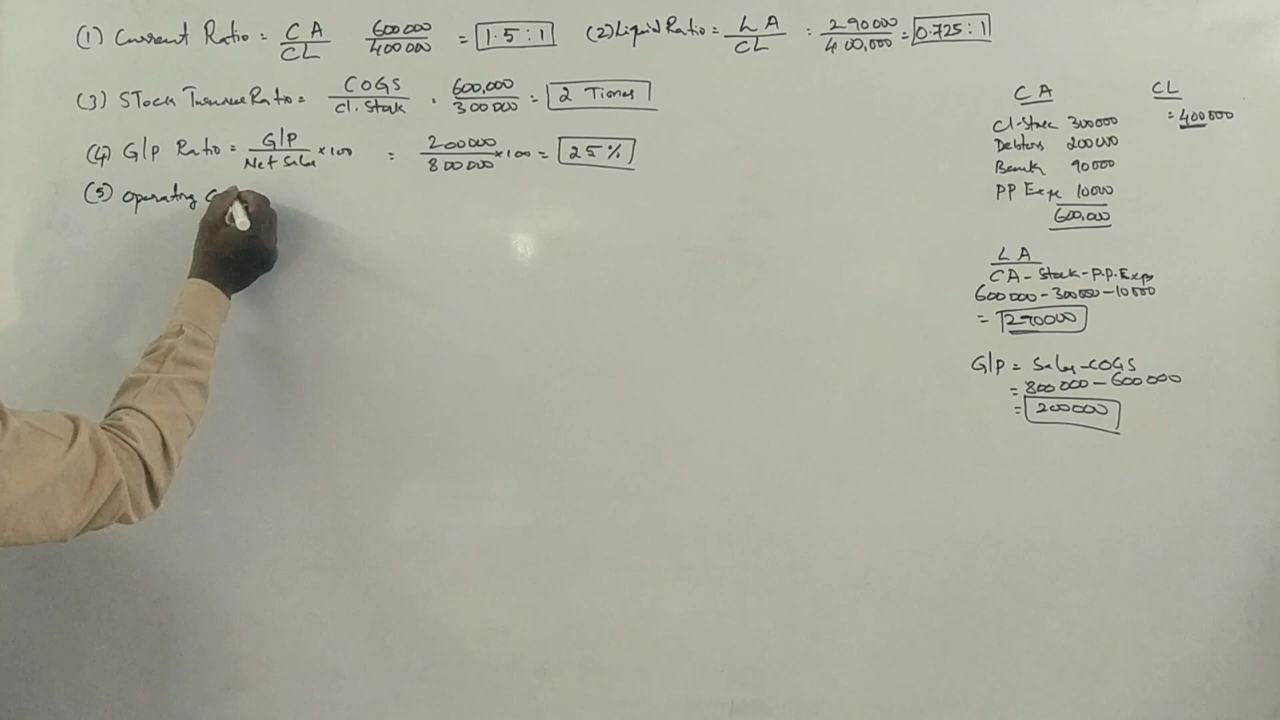 (1) Current Ratio = CA/CL 600000/400000 = 1.5 : 1 (2) Liquid Ratio = LA/CL : 290000/400,000 = 0.725 : 1
(3) Stock Ratio = COGS/Cl. Stock . 600,000/300000 = 2 Times
(4) G/P Ratio = G/P/Net Sales × 100 = 200000/800000 × 100 = 25%
(5) Operating
CA
Cl-Stock 300000
Debtors 200000
Bank 90000
PP Exp 10000
600,000
CL
= 400000
LA
CA - Stock - P.P. Exp
600000 - 300000 - 10000
= 290000
G/P = Sales - COGS
= 800000 - 600000
= 200000